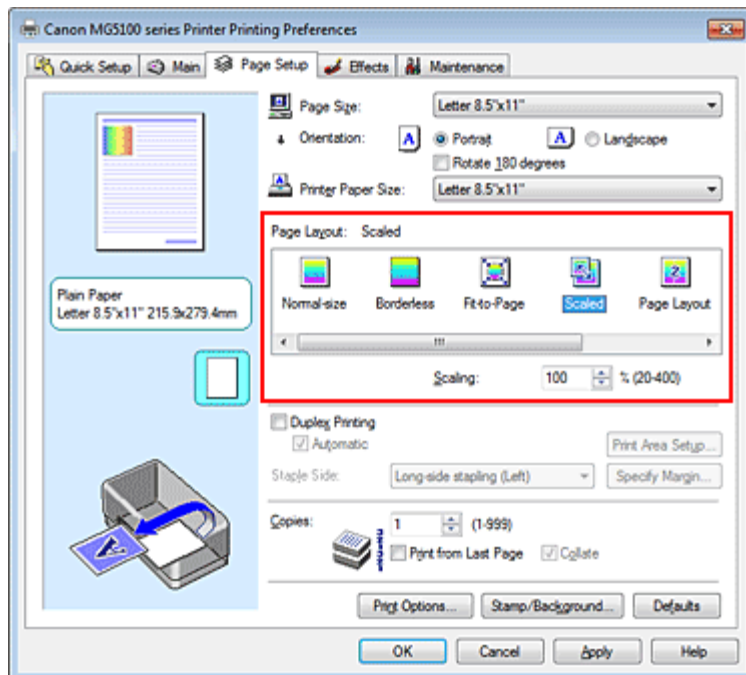 Canon MG5100 series Printer Printing Preferences
Quick Setup Main Page Setup Effects Maintenance
Page Size: Letter 8.5"x11"
Orientation: A Portrait A Landscape
Rotate 180 degrees
Printer Paper Size: Letter 8.5"x11"
Page Layout: Scaled
Normal-size Borderless Fit-to-Page Scaled Page Layout
Scaling: 100 % (20-400)
Plain Paper
Letter 8.5"x11" 215.9x279.4mm
Duplex Printing
Automatic Print Area Setup...
Staple Side: Long-side stapling (Left) Specify Margin...
Copies: 1 (1-999)
Print from Last Page Collate
Print Options... Stamp/Background... Defaults
OK Cancel Apply Help